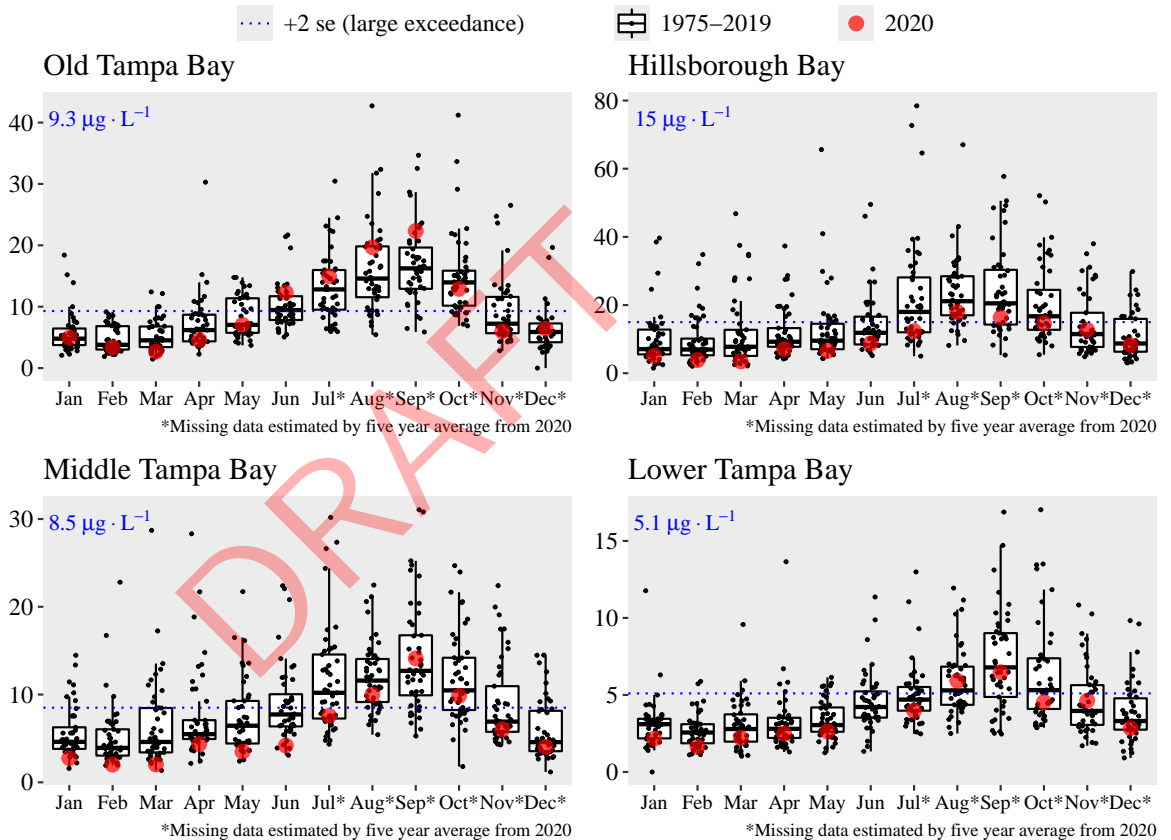 +2 se (large exceedance) 1975−2019 2020
Old Tampa Bay
9.3 μg · L−1
40
30
20
10
0
Jan Feb Mar Apr May Jun Jul* Aug* Sep* Oct* Nov* Dec*
*Missing data estimated by five year average from 2020
Hillsborough Bay
15 μg · L−1
80
60
40
20
0
Jan Feb Mar Apr May Jun Jul* Aug* Sep* Oct* Nov* Dec*
*Missing data estimated by five year average from 2020
Middle Tampa Bay
8.5 μg · L−1
30
20
10
0
Jan Feb Mar Apr May Jun Jul* Aug* Sep* Oct* Nov* Dec*
*Missing data estimated by five year average from 2020
Lower Tampa Bay
5.1 μg · L−1
15
10
5
0
Jan Feb Mar Apr May Jun Jul* Aug* Sep* Oct* Nov* Dec*
*Missing data estimated by five year average from 2020
DRAFT